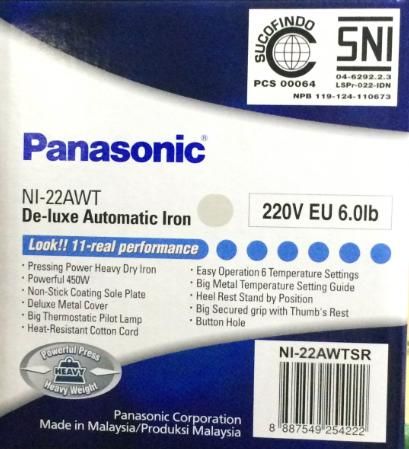 SUCOFINDO
PCS 00064
SNI
04-6292.2.3
LSPr-022-IDN
NPB 119-124-110673
Panasonic®
NI-22AWT
De-luxe Automatic Iron
220V EU 6.0lb
Look!! 11-real performance
• Pressing Power Heavy Dry Iron
• Powerful 450W
• Non-Stick Coating Sole Plate
• Deluxe Metal Cover
• Big Thermostatic Pilot Lamp
• Heat-Resistant Cotton Cord
• Easy Operation 6 Temperature Settings
• Big Metal Temperature Setting Guide
• Heel Rest Stand by Position
• Big Secured grip with Thumb's Rest
• Button Hole
Powerful Press
HEAVY
Heavy Weight
NI-22AWTSR
8 887549 254222
Panasonic Corporation
Made in Malaysia/Produksi Malaysia